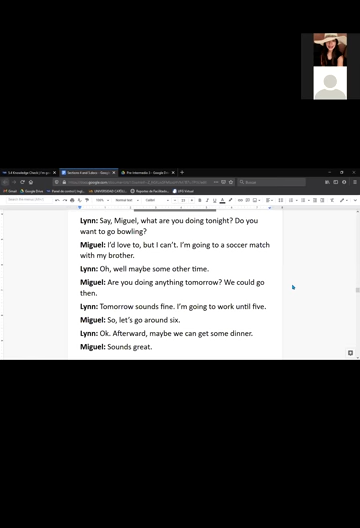 Lynn: Say, Miguel, what are you doing tonight? Do you
want to go bowling?
Miguel: I'd love to, but I can't. I'm going to a soccer match
with my brother.
Lynn: Oh, well maybe some other time.
Miguel: Are you doing anything tomorrow? We could go
then.
Lynn: Tomorrow sounds fine. I'm going to work until five.
Miguel: So, let's go around six.
Lynn: Ok. Afterward, maybe we can get some dinner.
Miguel: Sounds great.